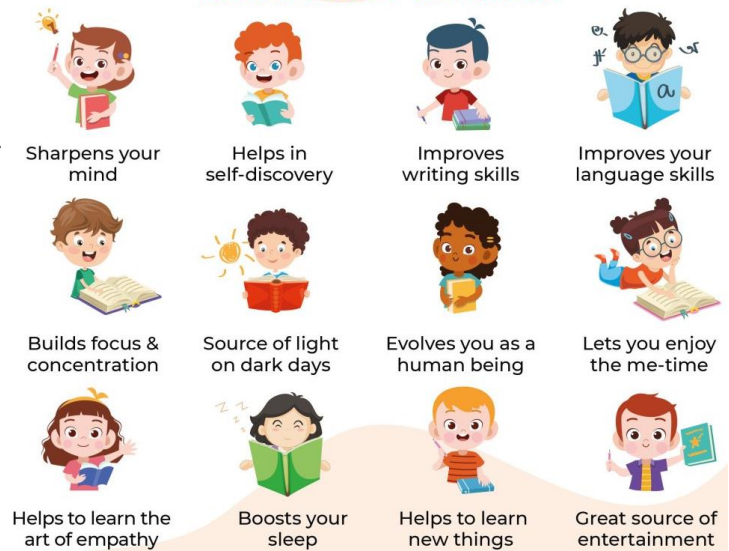 Sharpens your
mind
Helps in
self-discovery
Improves
writing skills
Improves your
language skills
Builds focus &
concentration
Source of light
on dark days
Evolves you as a
human being
Lets you enjoy
the me-time
Helps to learn the
art of empathy
Boosts your
sleep
Helps to learn
new things
Great source of
entertainment